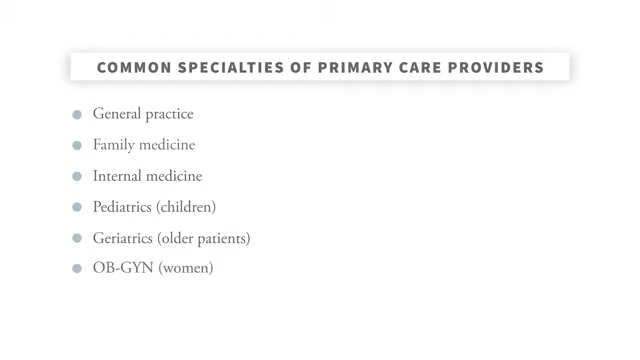 COMMON SPECIALTIES OF PRIMARY CARE PROVIDERS
General practice
Family medicine
Internal medicine
Pediatrics (children)
Geriatrics (older patients)
OB-GYN (women)